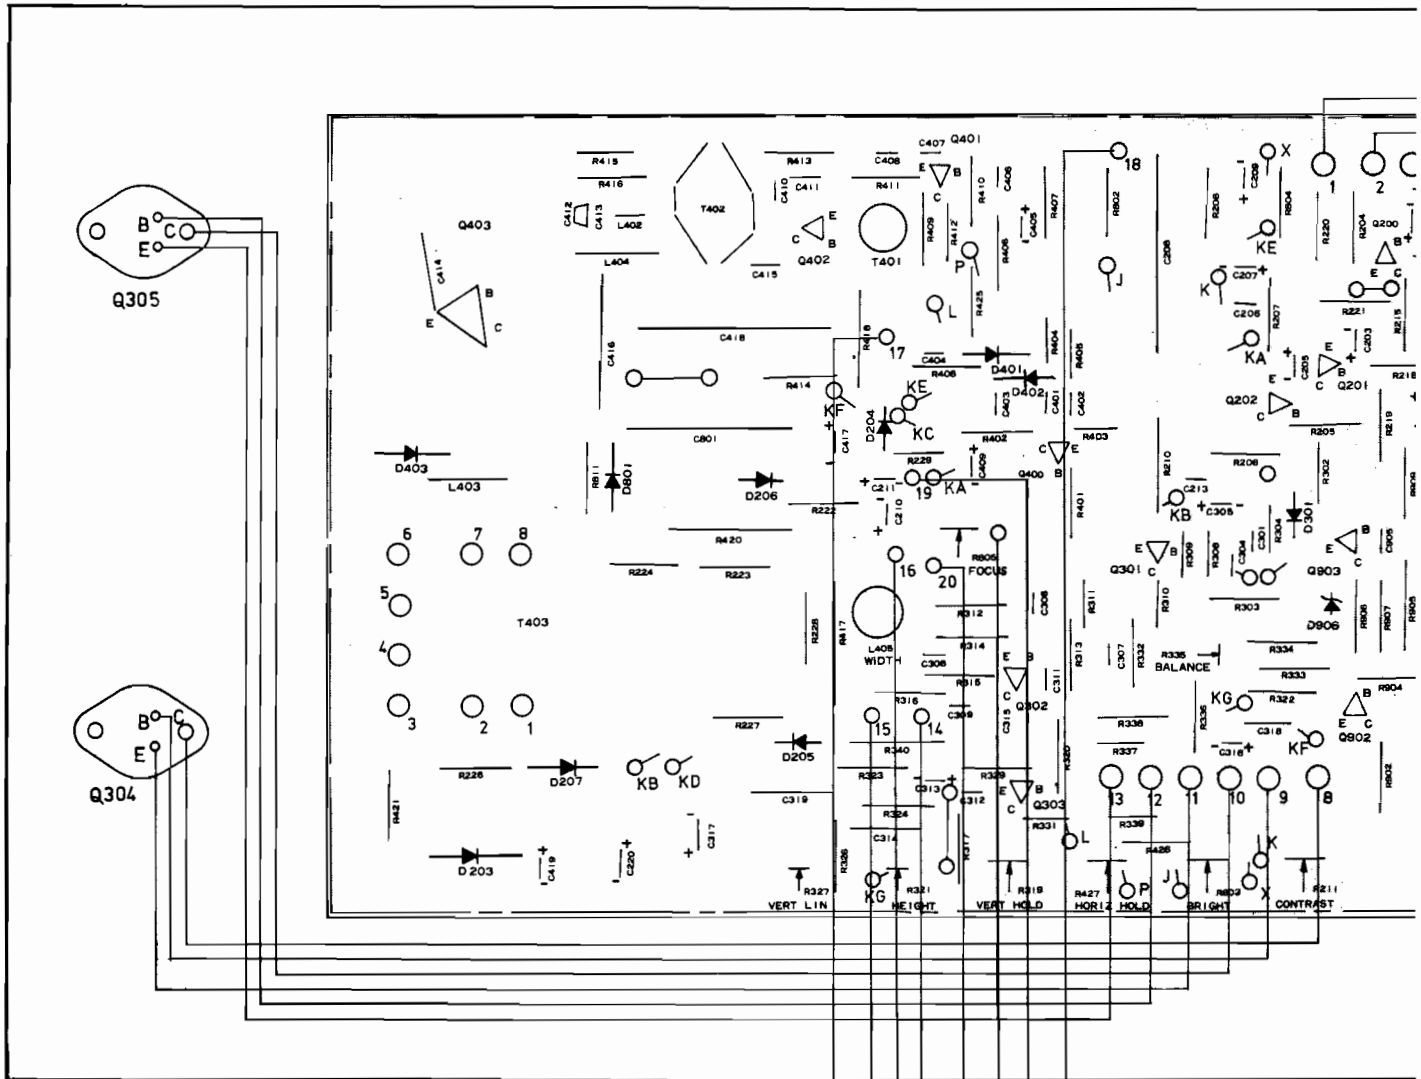 C407 Q401
R415 R413 C408 E B 18 X
R416 C410 C411 R411 C R410 C406 R407 R802 R206 C209 R804 1 2
B C E
Q305
Q403
C412 C413 L402 T402 E C B Q402
R409 R412 C405 R220 R204 Q200
L404 C415 T401 P R406 J C208 KE B E C
C414 B E C
K C207 R221
L R425 C206 R207 R215
C416 C418 R418 17 R404 R405 KA C203
C404 D401 E C B C205 Q201
R414 R408 D402 R218
KF KE C403 C401 C402 Q202 E C B
C801 C417 D204 KC R402 R403 R205 R219
D403 R229 C409 C E B Q400 R210 R208 R302
L403 R811 D801 D206 C211 19 KA C213 R909
R222 C210 R401 KB C305 D301
R420 R805 FOCUS R304 C301
6 7 8 16 20 E B C Q301 R309 R308 C304 E B C Q903 C905
R224 R223
5 T403 R228 R417 R312 C308 R311 R310 R303 D906 R906 R907 R905
4 L405 WIDTH R314 C306 R313 C307 R332 R335 BALANCE R334
E B C Q302 C311 R333
R315 R904
3 2 1 R316 C309 C315 KG R322 B E C Q902
R227 15 14 R338 R336 C318 KF
B C E
Q304
D205 R340 R320 R337 C316
R226 D207 KB KD R323 R329 R902
C313 C312 E B C Q303 13 12 11 10 9 8
R421 C319 R324 R331 R339
C317 C314 R317 L R426 K
D203 C419 C220 R326
R327 KG R321 R319 R427 P J R803 X R211
VERT LIN HEIGHT VERT HOLD HORIZ HOLD BRIGHT CONTRAST